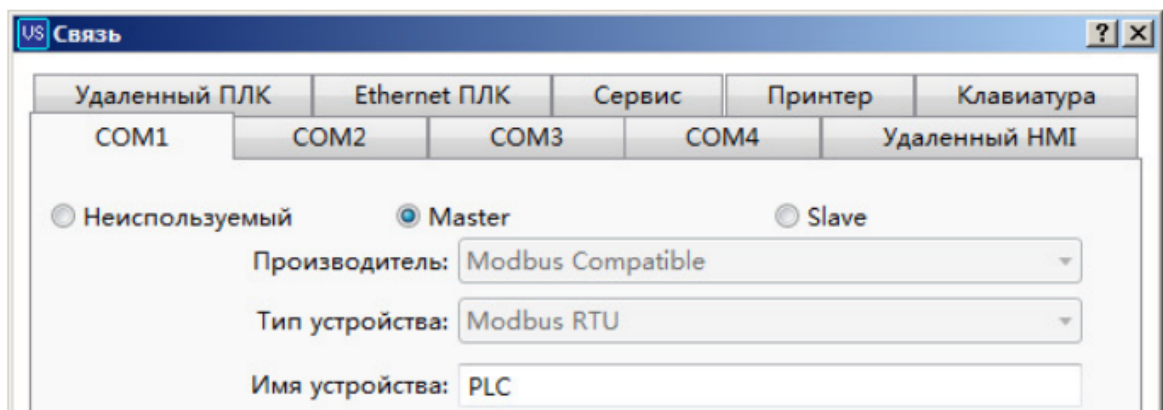 VS Связь ? X
Удаленный ПЛК Ethernet ПЛК Сервис Принтер Клавиатура
COM1 COM2 COM3 COM4 Удаленный HMI
Неиспользуемый Master Slave
Производитель: Modbus Compatible
Тип устройства: Modbus RTU
Имя устройства: PLC